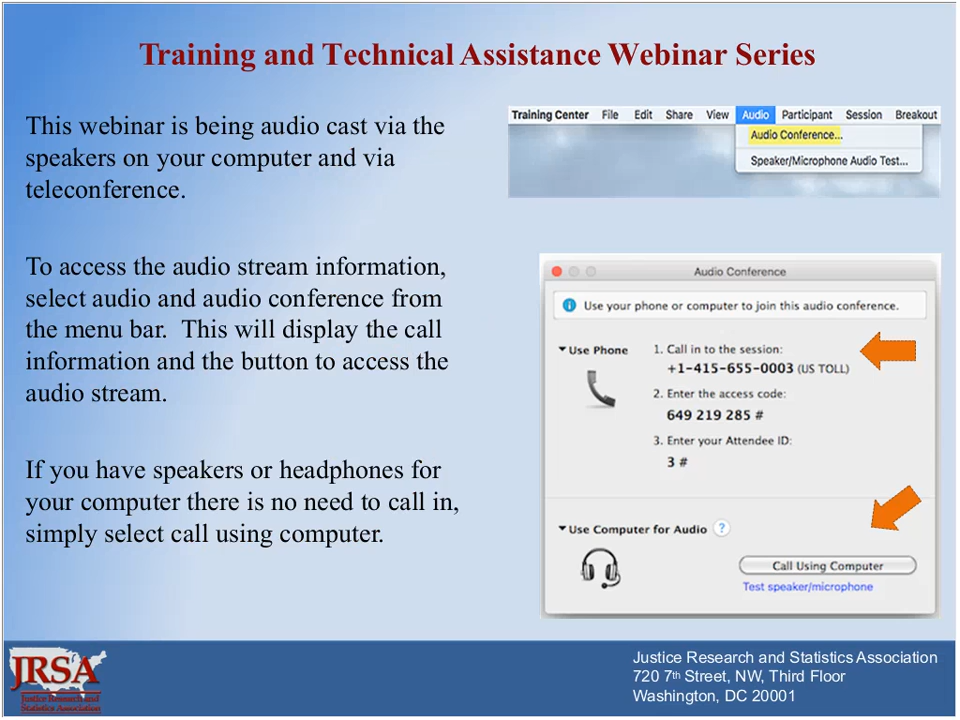 Training and Technical Assistance Webinar Series
This webinar is being audio cast via the
speakers on your computer and via
teleconference.
To access the audio stream information,
select audio and audio conference from
the menu bar.  This will display the call
information and the button to access the
audio stream.
If you have speakers or headphones for
your computer there is no need to call in,
simply select call using computer.
Training Center File Edit Share View Audio Participant Session Breakout
Audio Conference...
Speaker/Microphone Audio Test...
Audio Conference
Use your phone or computer to join this audio conference.
Use Phone
1. Call in to the session:
+1-415-655-0003 (US TOLL)
2. Enter the access code:
649 219 285 #
3. Enter your Attendee ID:
3 #
Use Computer for Audio ?
Call Using Computer
Test speaker/microphone
JRSA
Justice Research and
Statistics Association
Justice Research and Statistics Association
720 7th Street, NW, Third Floor
Washington, DC 20001